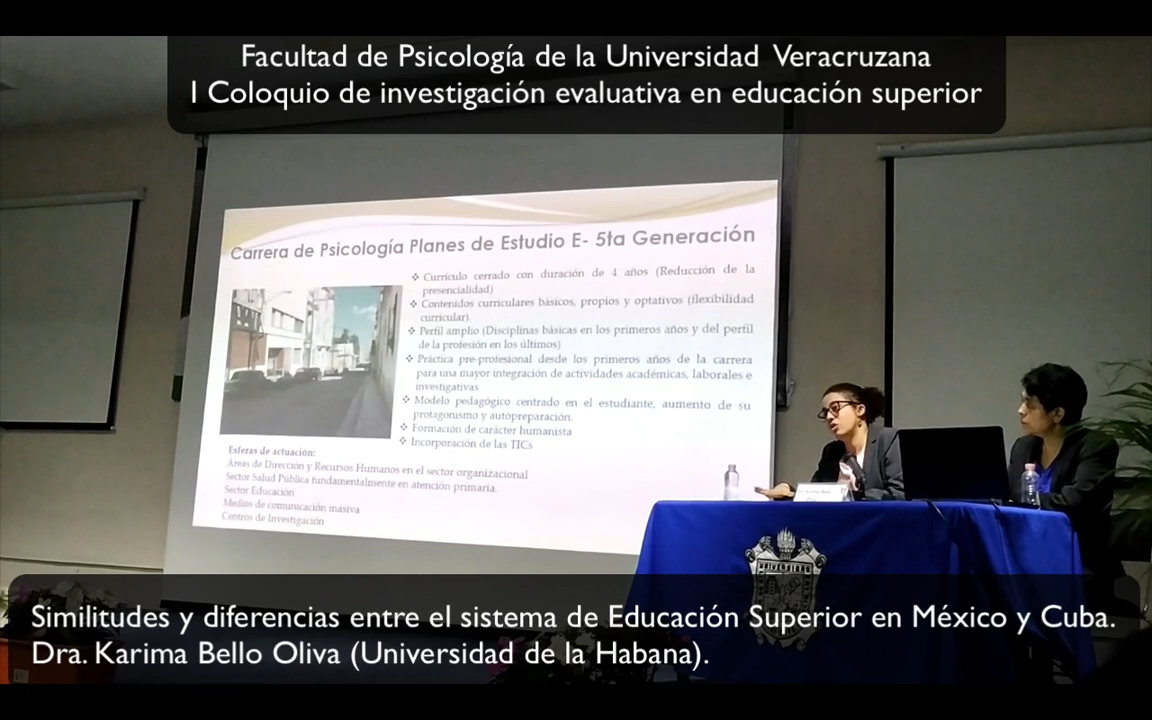 Facultad de Psicología de la Universidad Veracruzana
I Coloquio de investigación evaluativa en educación superior
Carrera de Psicología Planes de Estudio E- 5ta Generación
❖ Currículo cerrado con duración de 4 años (Reducción de la
presencialidad)
❖ Contenidos curriculares básicos, propios y optativos (flexibilidad
curricular).
❖ Perfil amplio (Disciplinas básicas en los primeros años y del perfil
de la profesión en los últimos)
❖ Práctica pre-profesional desde los primeros años de la carrera
para una mayor integración de actividades académicas, laborales e
investigativas
❖ Modelo pedagógico centrado en el estudiante, aumento de su
protagonismo y autopreparación.
❖ Formación de carácter humanista
❖ Incorporación de las TICs
Esferas de actuación:
Áreas de Dirección y Recursos Humanos en el sector organizacional
Sector Salud Pública fundamentalmente en atención primaria.
Sector Educación
Medios de comunicación masiva
Centros de Investigación
Similitudes y diferencias entre el sistema de Educación Superior en México y Cuba.
Dra. Karima Bello Oliva (Universidad de la Habana).